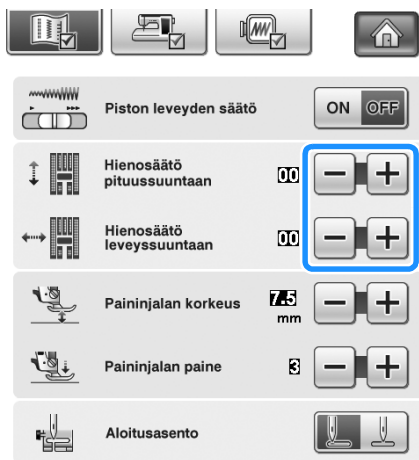 Piston leveyden säätö
ON OFF
Hienosäätö
pituussuuntaan
00
Hienosäätö
leveyssuuntaan
00
Paininjalan korkeus
7.5
mm
Paininjalan paine
3
Aloitusasento